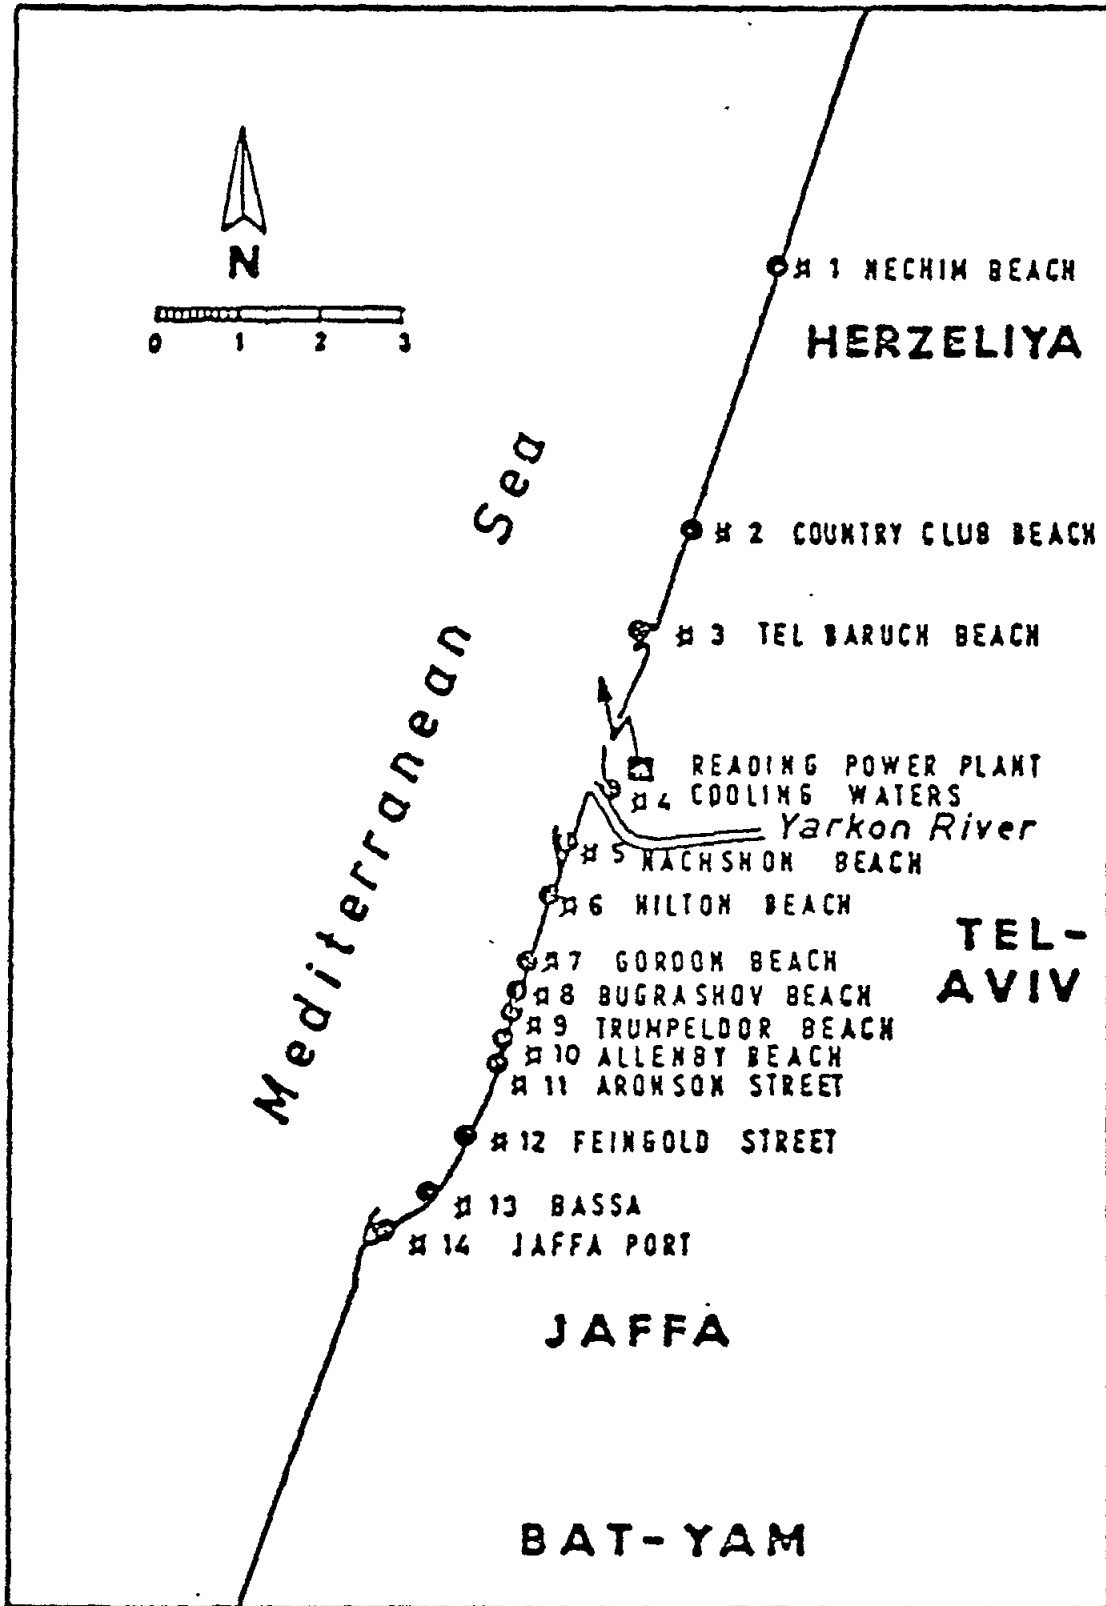 N
0 1 2 3
Mediterranean Sea
# 1 NECHIM BEACH
HERZELIYA
# 2 COUNTRY CLUB BEACH
# 3 TEL BARUCH BEACH
READING POWER PLANT
# 4 COOLING WATERS
Yarkon River
# 5 NACHSHON BEACH
# 6 HILTON BEACH
TEL-
AVIV
# 7 GORDON BEACH
# 8 BUGRASHOV BEACH
# 9 TRUMPELDOR BEACH
# 10 ALLENBY BEACH
# 11 ARONSON STREET
# 12 FEINGOLD STREET
# 13 BASSA
# 14 JAFFA PORT
JAFFA
BAT-YAM